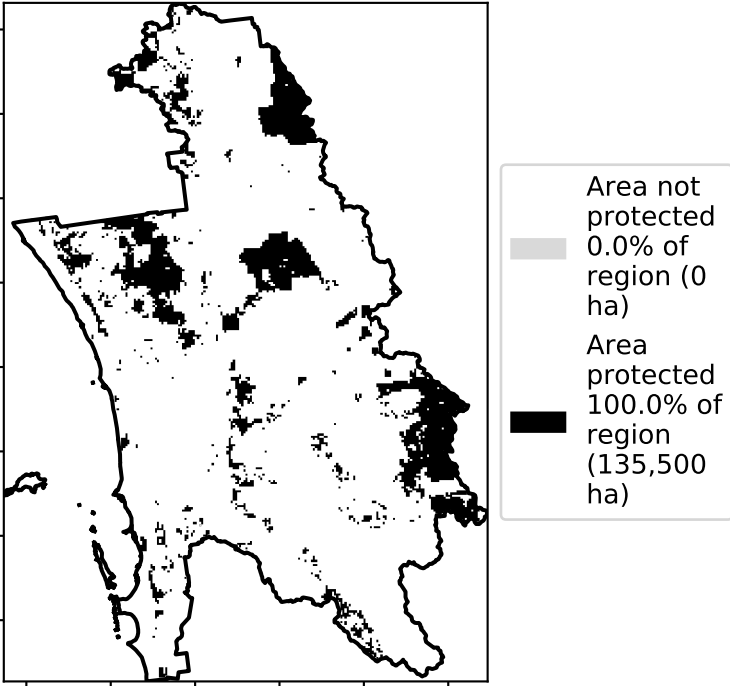 Area not
protected
0.0% of
region (0
ha)
Area
protected
100.0% of
region
(135,500
ha)